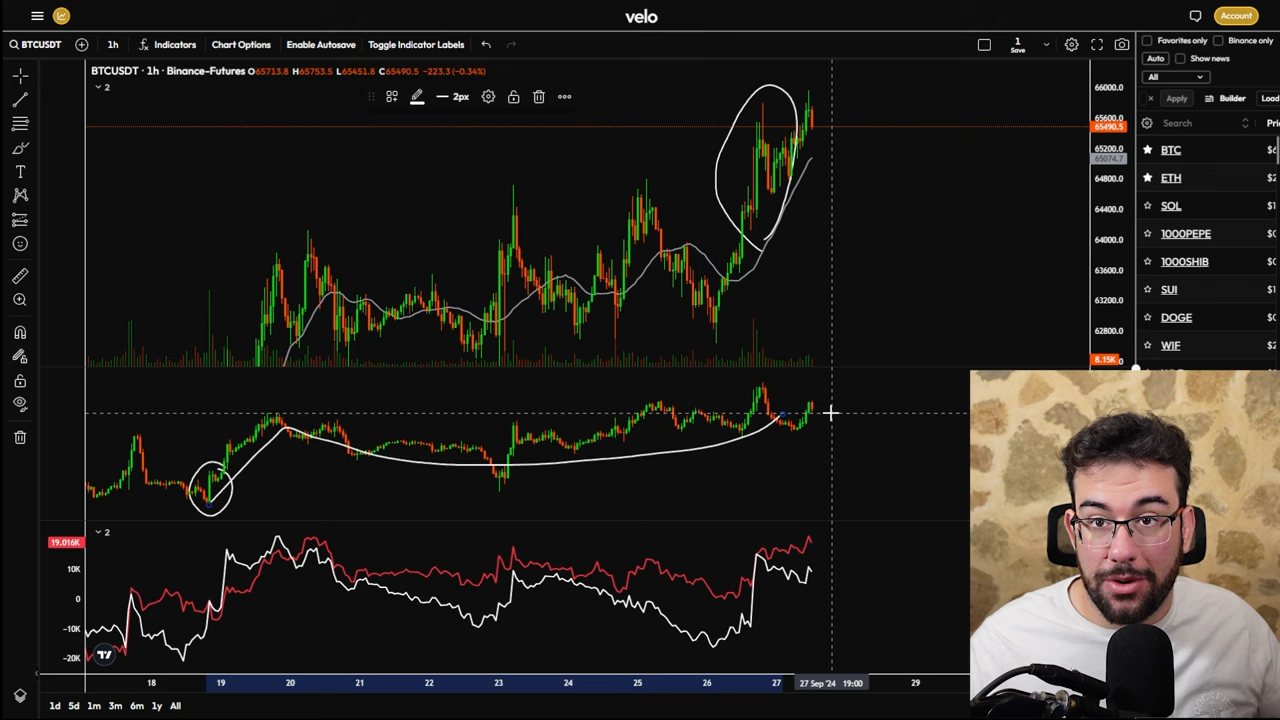 velo
Account
BTCUSDT 1h Indicators Chart Options Enable Autosave Toggle Indicator Labels 1 Save
Favorites only Binance only
Auto Show news
All
× Apply Builder Load
Search Pri
BTCUSDT · 1h · Binance-Futures O65713.8 H65753.5 L65451.8 C65490.5 -223.3 (-0.34%)
2
2px
66000.0
65600.0
65490.5
65200.0
65074.7
64800.0
64400.0
64000.0
63600.0
63200.0
62800.0
8.15K
BTC
ETH
SOL
1000PEPE
1000SHIB
SUI
DOGE
WIF
2
19.016K
10K
0
-10K
-20K
18 19 20 21 22 23 24 25 26 27 27 Sep '24 19:00 29
1d 5d 1m 3m 6m 1y All